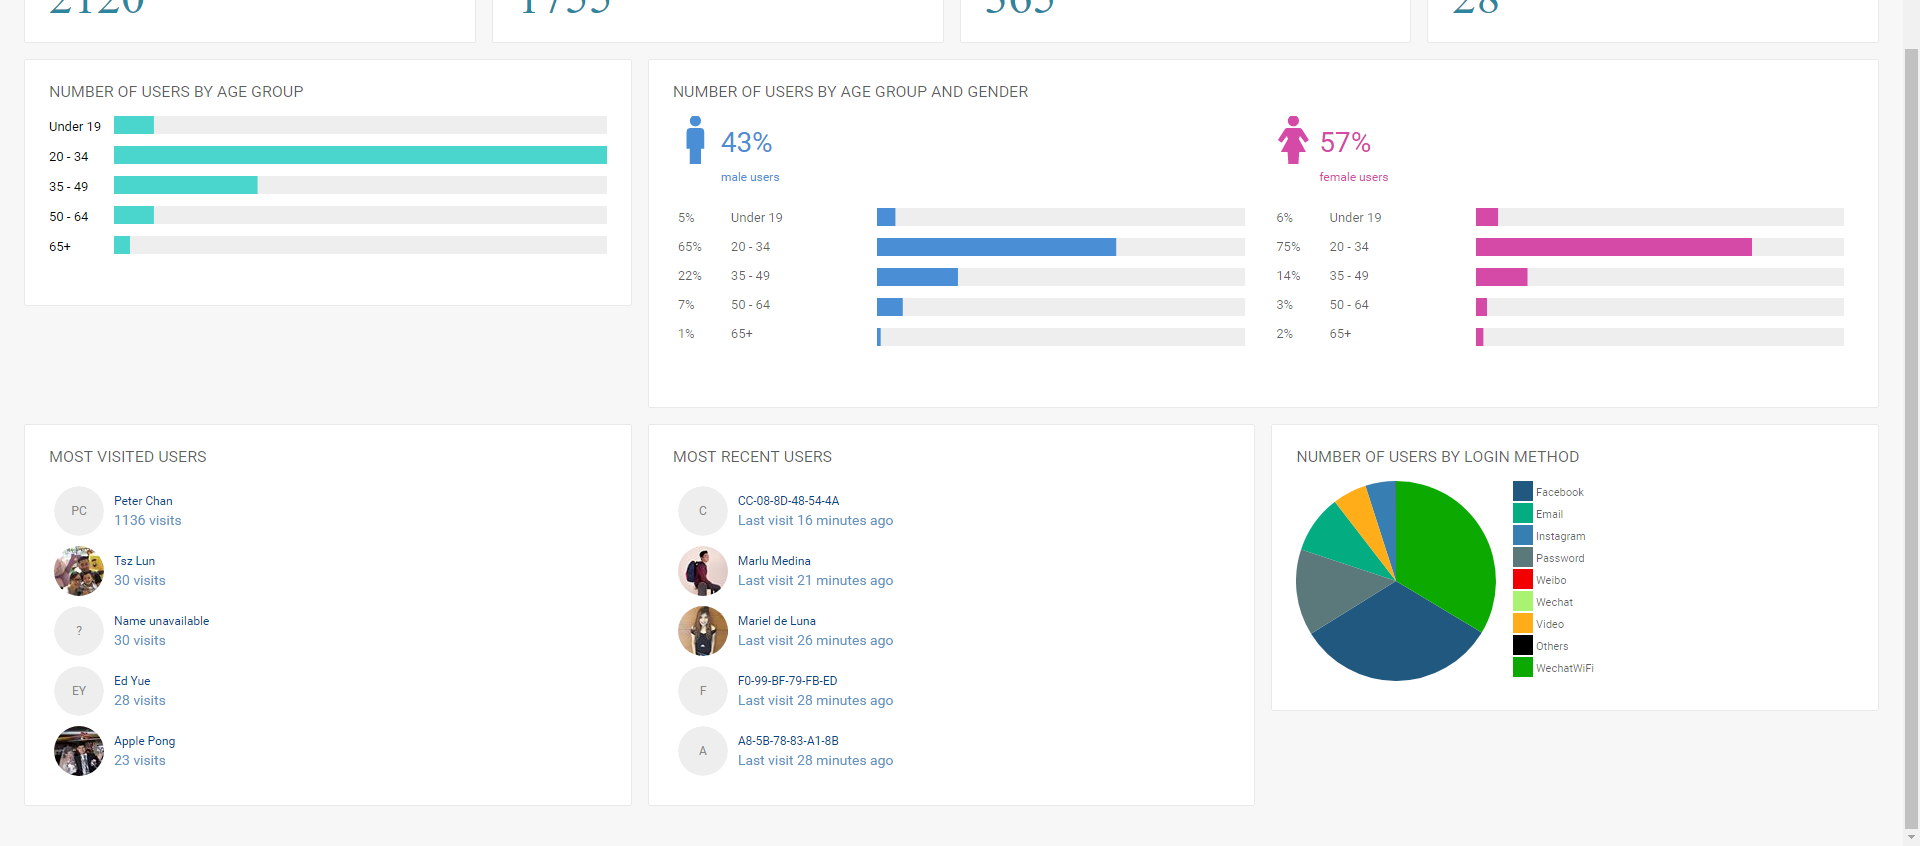 2120
1755
365
28
NUMBER OF USERS BY AGE GROUP
Under 19
20 - 34
35 - 49
50 - 64
65+
NUMBER OF USERS BY AGE GROUP AND GENDER
43%
male users
5% Under 19
65% 20 - 34
22% 35 - 49
7% 50 - 64
1% 65+
57%
female users
6% Under 19
75% 20 - 34
14% 35 - 49
3% 50 - 64
2% 65+
MOST VISITED USERS
PC
Peter Chan
1136 visits
Tsz Lun
30 visits
?
Name unavailable
30 visits
EY
Ed Yue
28 visits
Apple Pong
23 visits
MOST RECENT USERS
C
CC-08-8D-48-54-4A
Last visit 16 minutes ago
Marlu Medina
Last visit 21 minutes ago
Mariel de Luna
Last visit 26 minutes ago
F
F0-99-BF-79-FB-ED
Last visit 28 minutes ago
A
A8-5B-78-83-A1-8B
Last visit 28 minutes ago
NUMBER OF USERS BY LOGIN METHOD
Facebook
Email
Instagram
Password
Weibo
Wechat
Video
Others
WechatWiFi